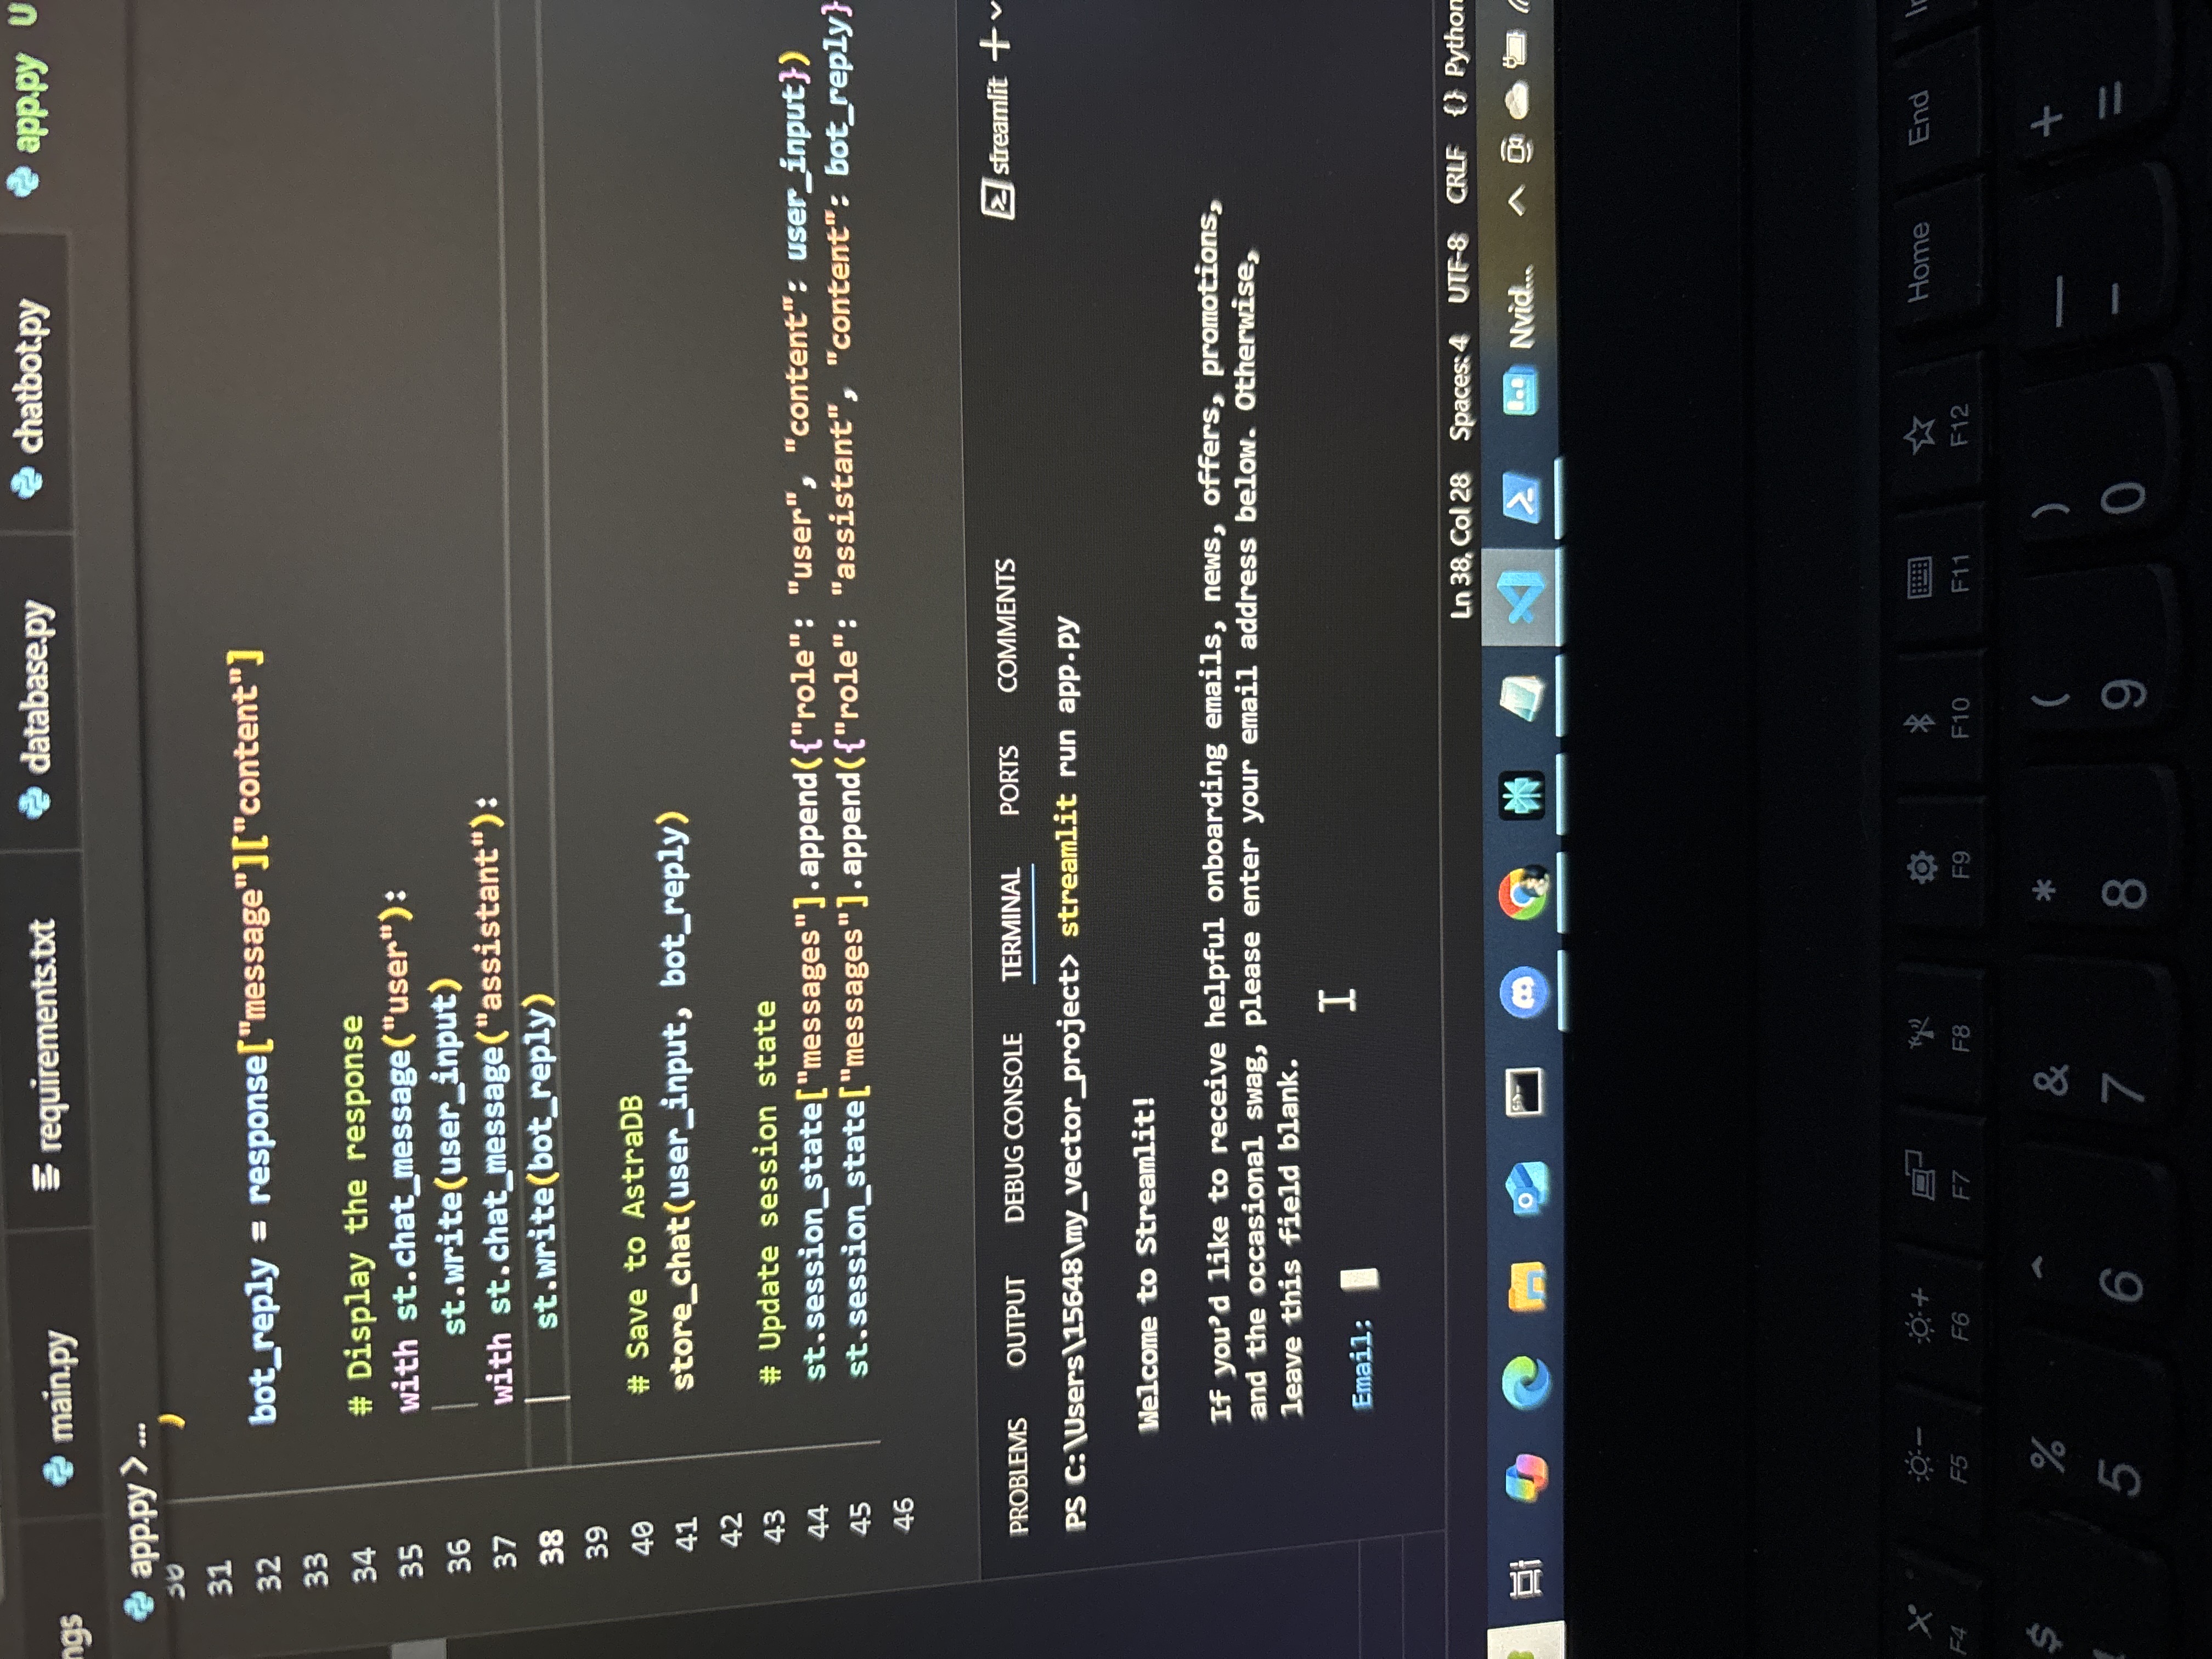 ngs main.py requirements.txt database.py chatbot.py app.py U
app.py > ...
30 )
31
32 bot_reply = response["message"]["content"]
33
34 # Display the response
35 with st.chat_message("user"):
36 st.write(user_input)
37 with st.chat_message("assistant"):
38 st.write(bot_reply)
39
40 # Save to AstraDB
41 store_chat(user_input, bot_reply)
42
43 # Update session state
44 st.session_state["messages"].append({"role": "user", "content": user_input})
45 st.session_state["messages"].append({"role": "assistant", "content": bot_reply}
46
PROBLEMS OUTPUT DEBUG CONSOLE TERMINAL PORTS COMMENTS streamlit
PS C:\Users\15648\my_vector_project> streamlit run app.py
Welcome to Streamlit!
If you’d like to receive helpful onboarding emails, news, offers, promotions,
and the occasional swag, please enter your email address below. Otherwise,
leave this field blank.
Email:
Ln 38, Col 28 Spaces: 4 UTF-8 CRLF {} Python
Nvid...
F4 F5 F6 F7 F8 F9 F10 F11 F12 Home End
$ % ^ & * ( ) — +
5 6 7 8 9 0 - =